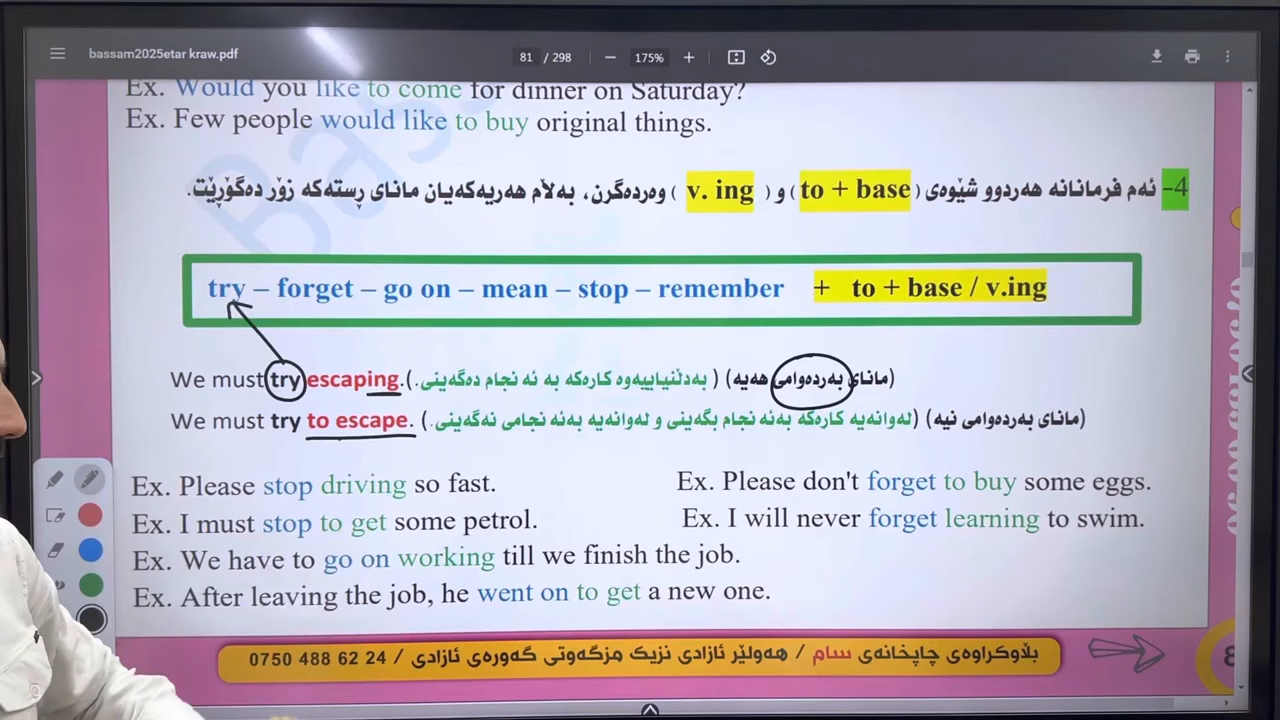 bassam2025etar kraw.pdf 81 / 298 175%
Ex. Would you like to come for dinner on Saturday?
Ex. Few people would like to buy original things.
4- ئەم فرمانانە هەردوو شێوەی (to + base) و ( v. ing ) وەردەگرن، بەڵام هەریەکەیان مانای ڕستەکە زۆر دەگۆڕێت.
try – forget – go on – mean – stop – remember + to + base / v.ing
We must try escaping.(بەدڵنیاییەوە کارەکە بە ئە نجام دەگەینی.) (مانای بەردەوامی هەیە)
We must try to escape. (لەوانەیە کارەکە بەئە نجام بگەینی و لەوانەیە بەئە نجامی نەگەینی.) (مانای بەردەوامی نیە)
Ex. Please stop driving so fast. Ex. Please don't forget to buy some eggs.
Ex. I must stop to get some petrol. Ex. I will never forget learning to swim.
Ex. We have to go on working till we finish the job.
Ex. After leaving the job, he went on to get a new one.
بڵاوکراوەی چاپخانەی سام / هەولێر ئازادی نزیک مزگەوتی گەورەی ئازادی / 0750 488 62 24